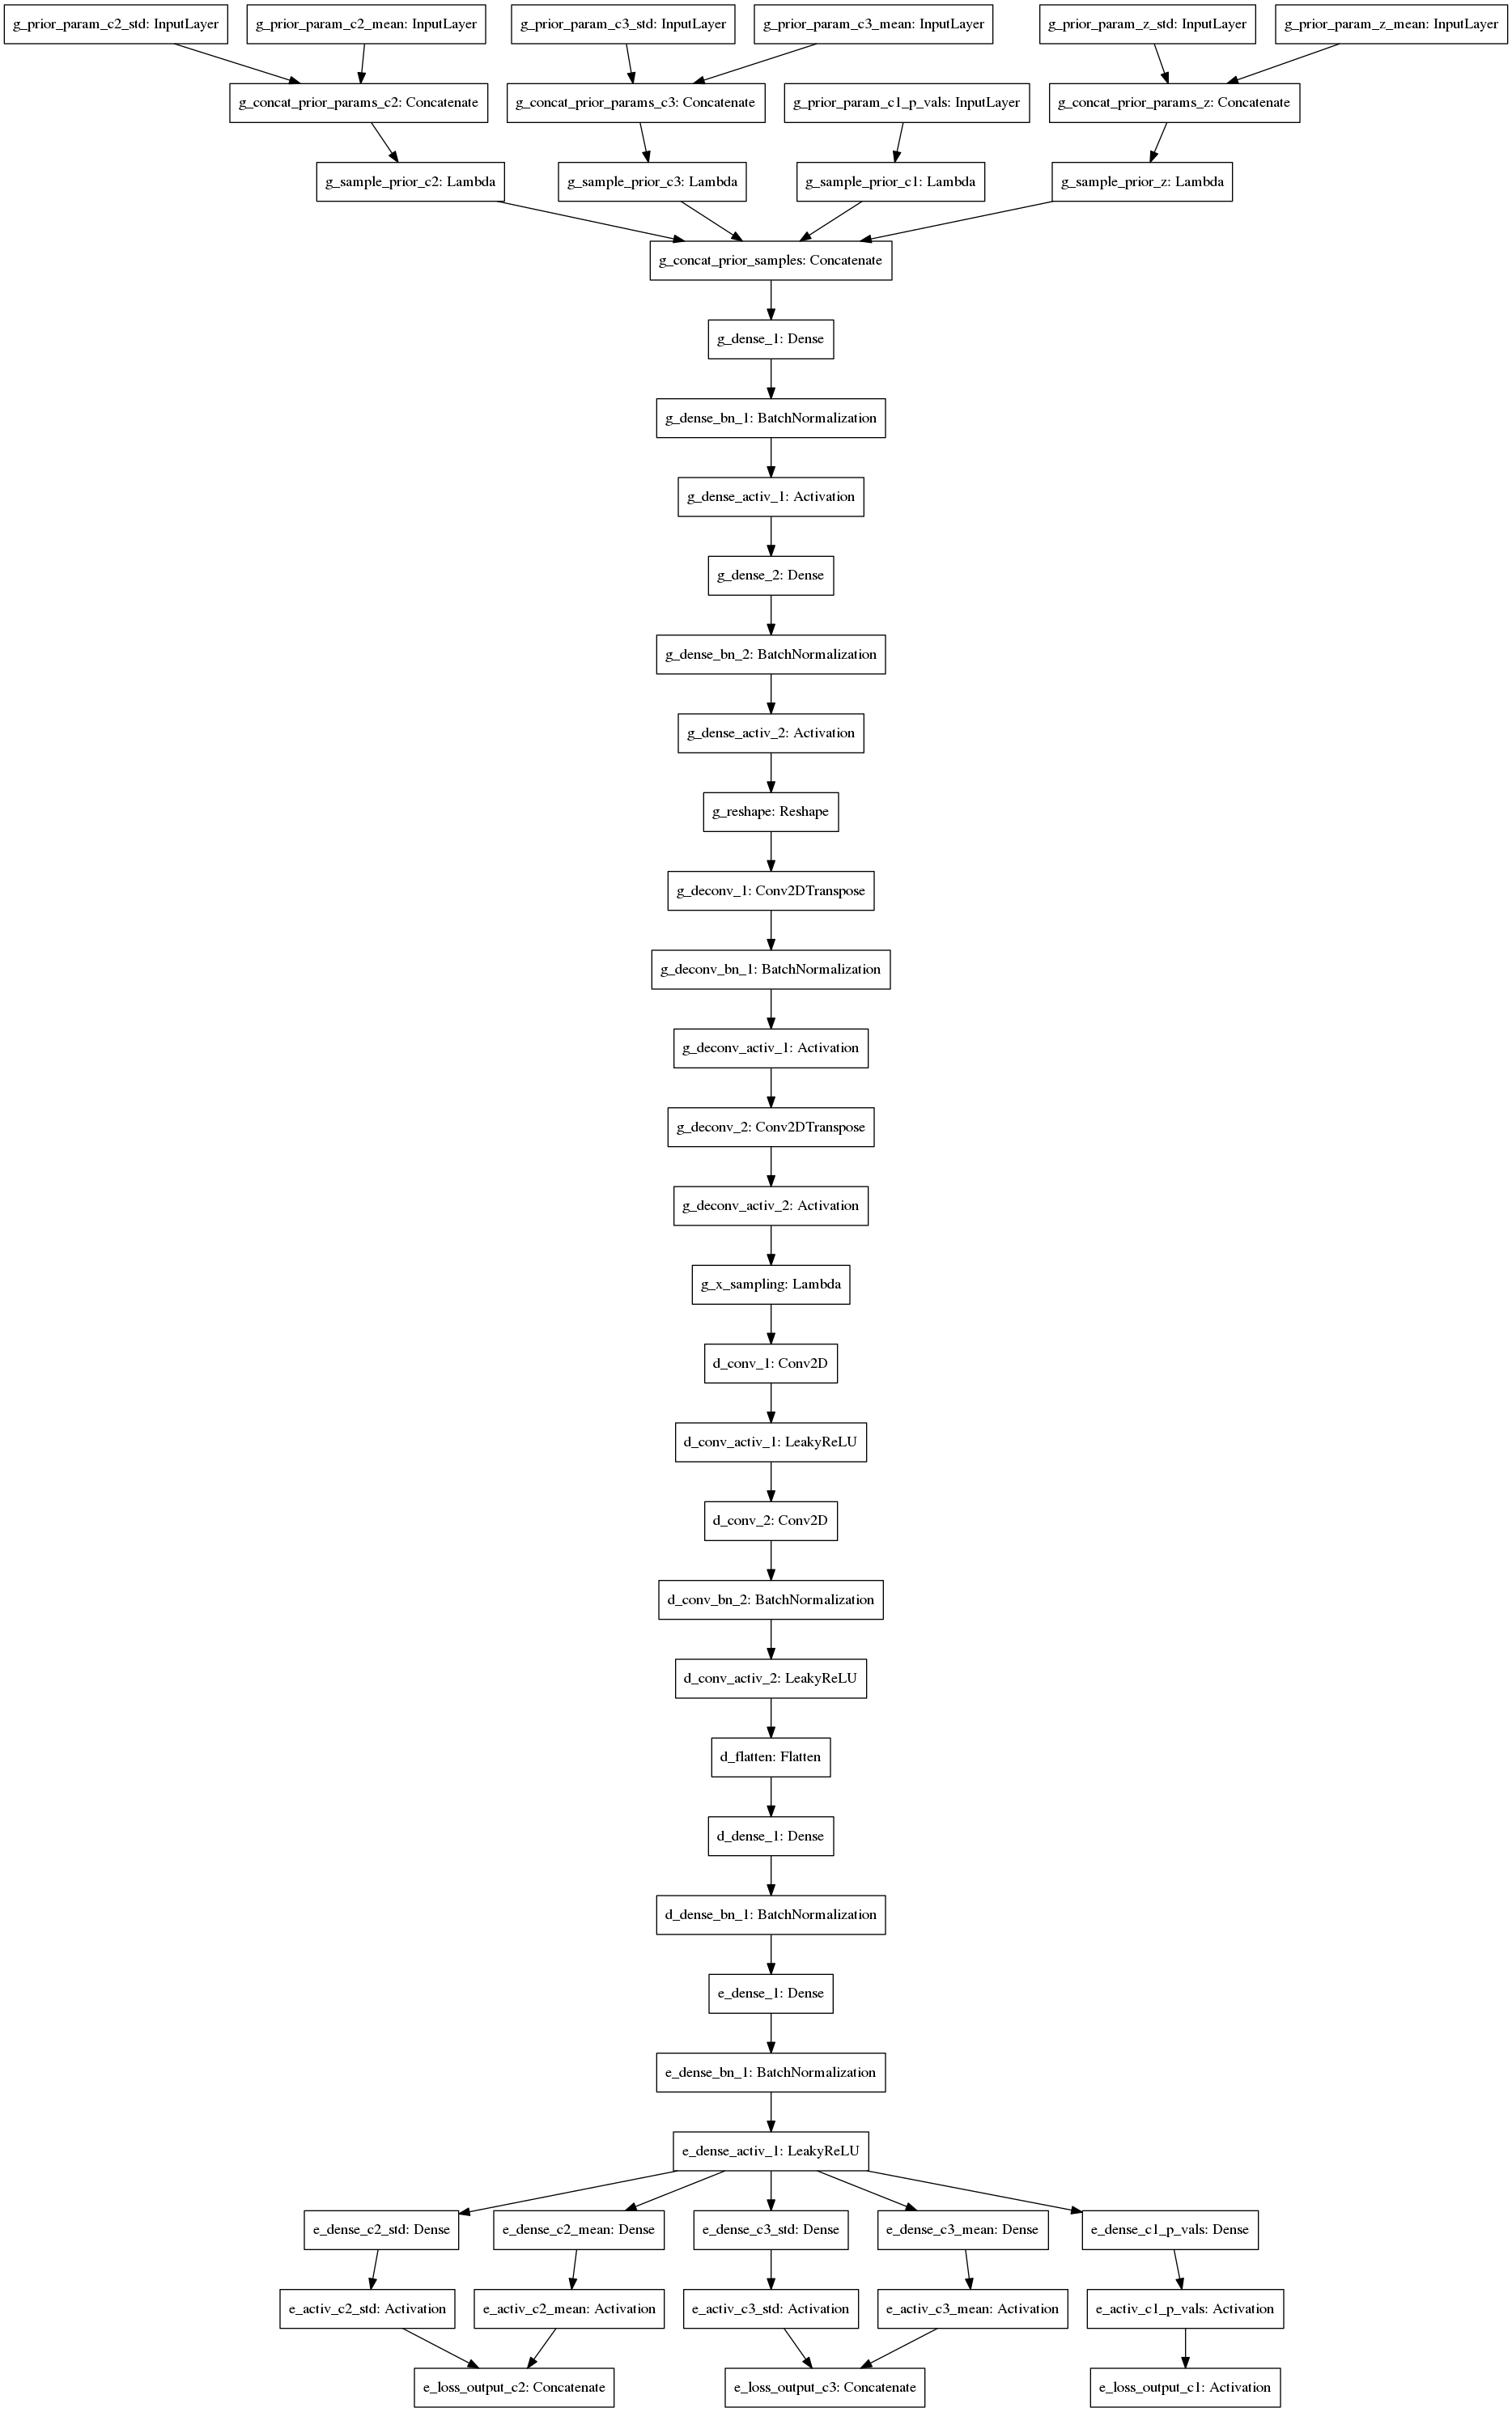 g_prior_param_c2_std: InputLayer
g_prior_param_c2_mean: InputLayer
g_prior_param_c3_std: InputLayer
g_prior_param_c3_mean: InputLayer
g_prior_param_z_std: InputLayer
g_prior_param_z_mean: InputLayer
g_concat_prior_params_c2: Concatenate
g_concat_prior_params_c3: Concatenate
g_prior_param_c1_p_vals: InputLayer
g_concat_prior_params_z: Concatenate
g_sample_prior_c2: Lambda
g_sample_prior_c3: Lambda
g_sample_prior_c1: Lambda
g_sample_prior_z: Lambda
g_concat_prior_samples: Concatenate
g_dense_1: Dense
g_dense_bn_1: BatchNormalization
g_dense_activ_1: Activation
g_dense_2: Dense
g_dense_bn_2: BatchNormalization
g_dense_activ_2: Activation
g_reshape: Reshape
g_deconv_1: Conv2DTranspose
g_deconv_bn_1: BatchNormalization
g_deconv_activ_1: Activation
g_deconv_2: Conv2DTranspose
g_deconv_activ_2: Activation
g_x_sampling: Lambda
d_conv_1: Conv2D
d_conv_activ_1: LeakyReLU
d_conv_2: Conv2D
d_conv_bn_2: BatchNormalization
d_conv_activ_2: LeakyReLU
d_flatten: Flatten
d_dense_1: Dense
d_dense_bn_1: BatchNormalization
e_dense_1: Dense
e_dense_bn_1: BatchNormalization
e_dense_activ_1: LeakyReLU
e_dense_c2_std: Dense
e_dense_c2_mean: Dense
e_dense_c3_std: Dense
e_dense_c3_mean: Dense
e_dense_c1_p_vals: Dense
e_activ_c2_std: Activation
e_activ_c2_mean: Activation
e_activ_c3_std: Activation
e_activ_c3_mean: Activation
e_activ_c1_p_vals: Activation
e_loss_output_c2: Concatenate
e_loss_output_c3: Concatenate
e_loss_output_c1: Activation